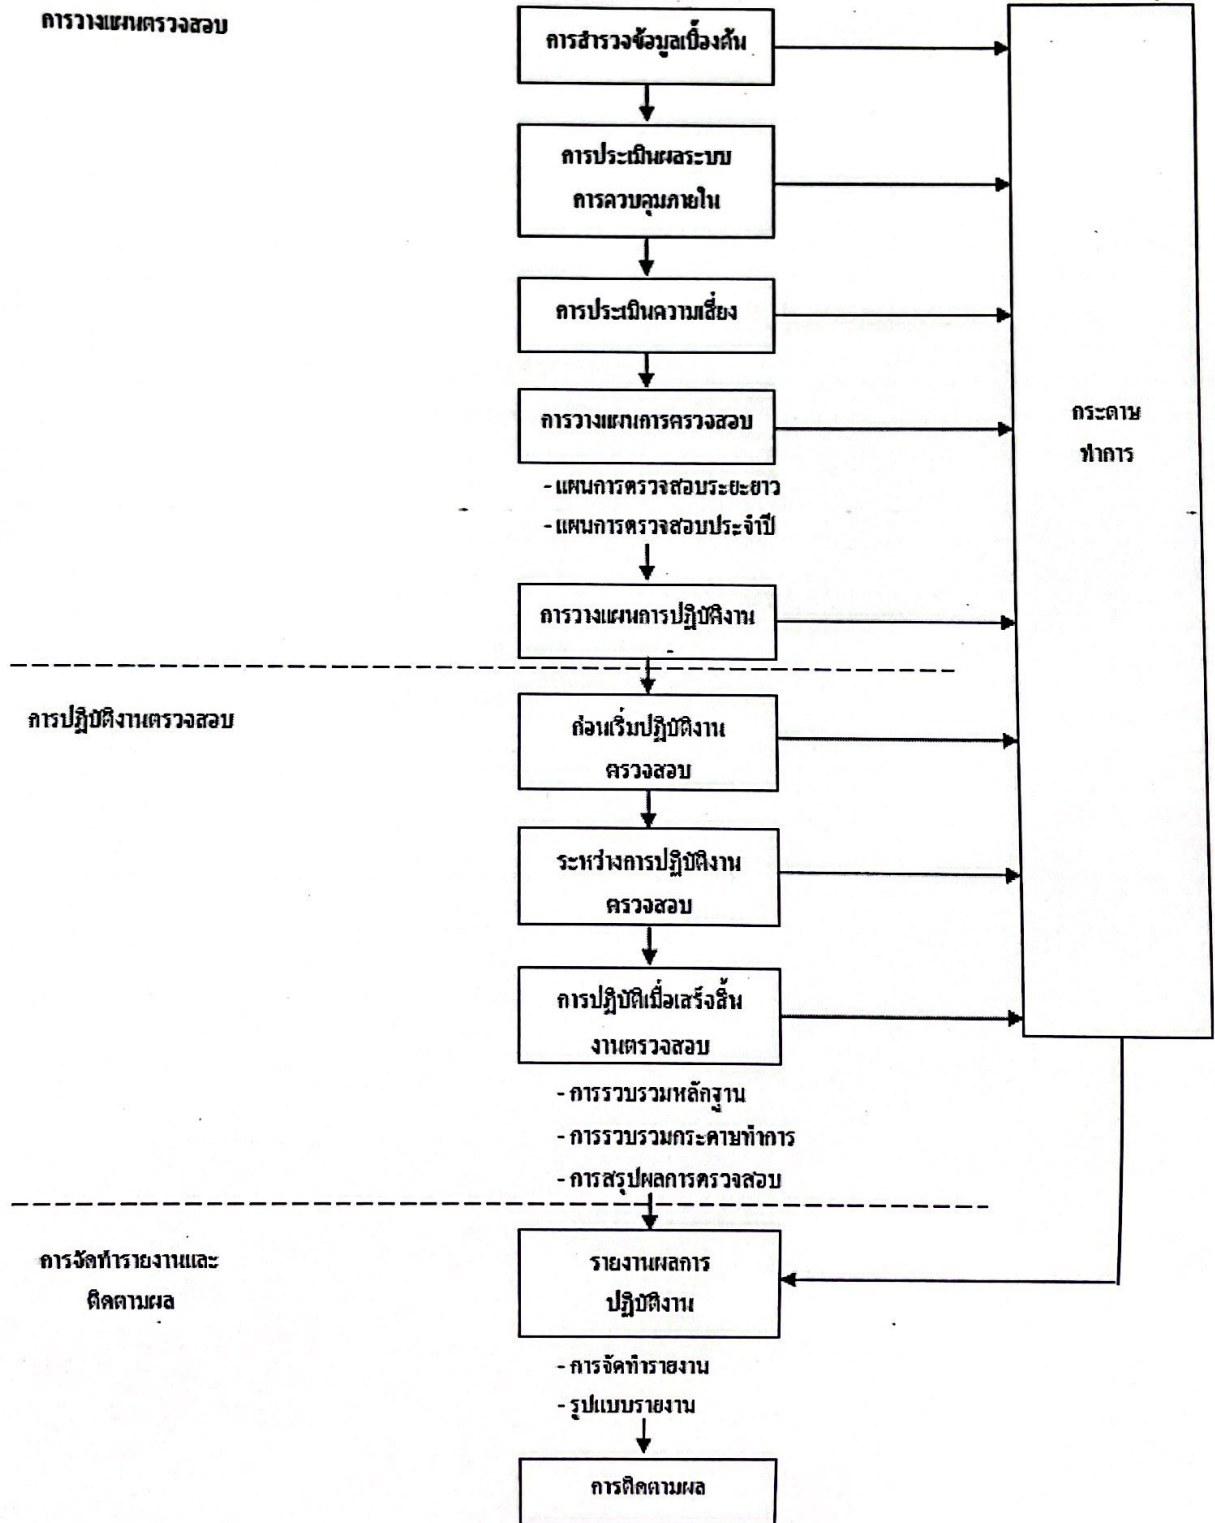 การวางแผนตรวจสอบ
การสำรวจข้อมูลเบื้องต้น
การประเมินผลระบบ
การควบคุมภายใน
การประเมินความเสี่ยง
การวางแผนการตรวจสอบ
- แผนการตรวจสอบระยะยาว
- แผนการตรวจสอบประจำปี
การวางแผนการปฏิบัติงาน
กระดาษ
ทำการ
การปฏิบัติงานตรวจสอบ
ก่อนเริ่มปฏิบัติงาน
ตรวจสอบ
ระหว่างการปฏิบัติงาน
ตรวจสอบ
การปฏิบัติเมื่อเสร็จสิ้น
งานตรวจสอบ
- การรวบรวมหลักฐาน
- การรวบรวมกระดาษทำการ
- การสรุปผลการตรวจสอบ
การจัดทำรายงานและ
ติดตามผล
รายงานผลการ
ปฏิบัติงาน
- การจัดทำรายงาน
- รูปแบบรายงาน
การติดตามผล